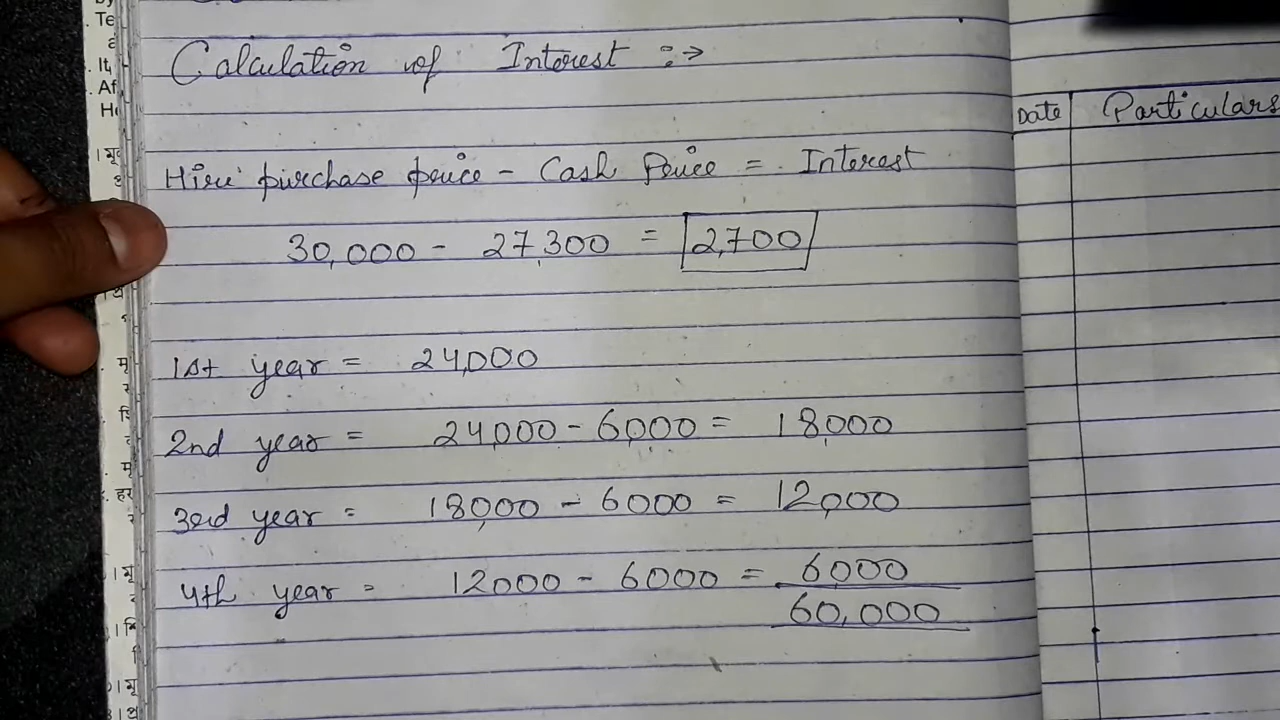 Calculation of Interest :→
Date Particulars
Hire purchase price - Cash Price = Interest
30,000 - 27,300 = 2,700
1st year = 24,000
2nd year = 24,000 - 6,000 = 18,000
3rd year = 18,000 - 6000 = 12,000
4th year = 12000 - 6000 = 6,000
60,000